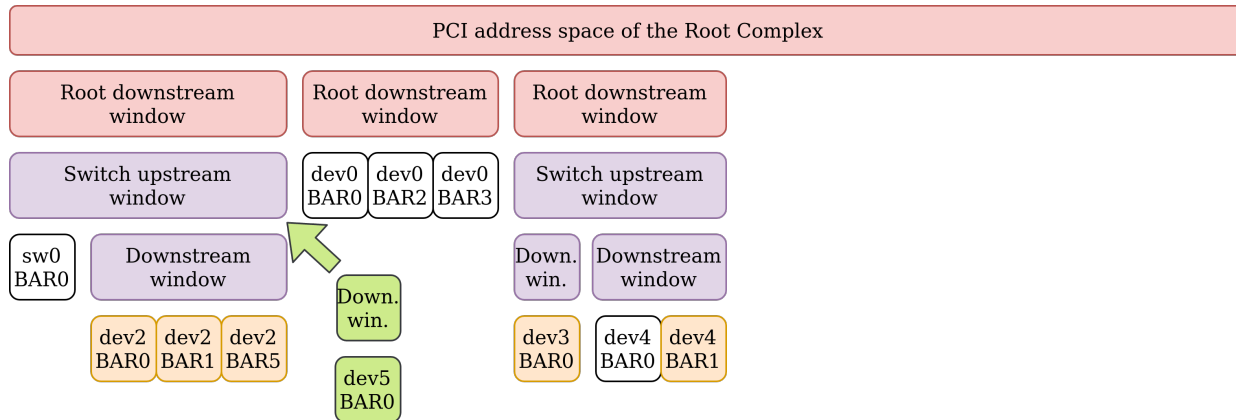 PCI address space of the Root Complex
Root downstream
window
Root downstream
window
Root downstream
window
Switch upstream
window
dev0
BAR0
dev0
BAR2
dev0
BAR3
Switch upstream
window
sw0
BAR0
Downstream
window
Down.
win.
Down.
win.
Downstream
window
dev2
BAR0
dev2
BAR1
dev2
BAR5
dev5
BAR0
dev3
BAR0
dev4
BAR0
dev4
BAR1